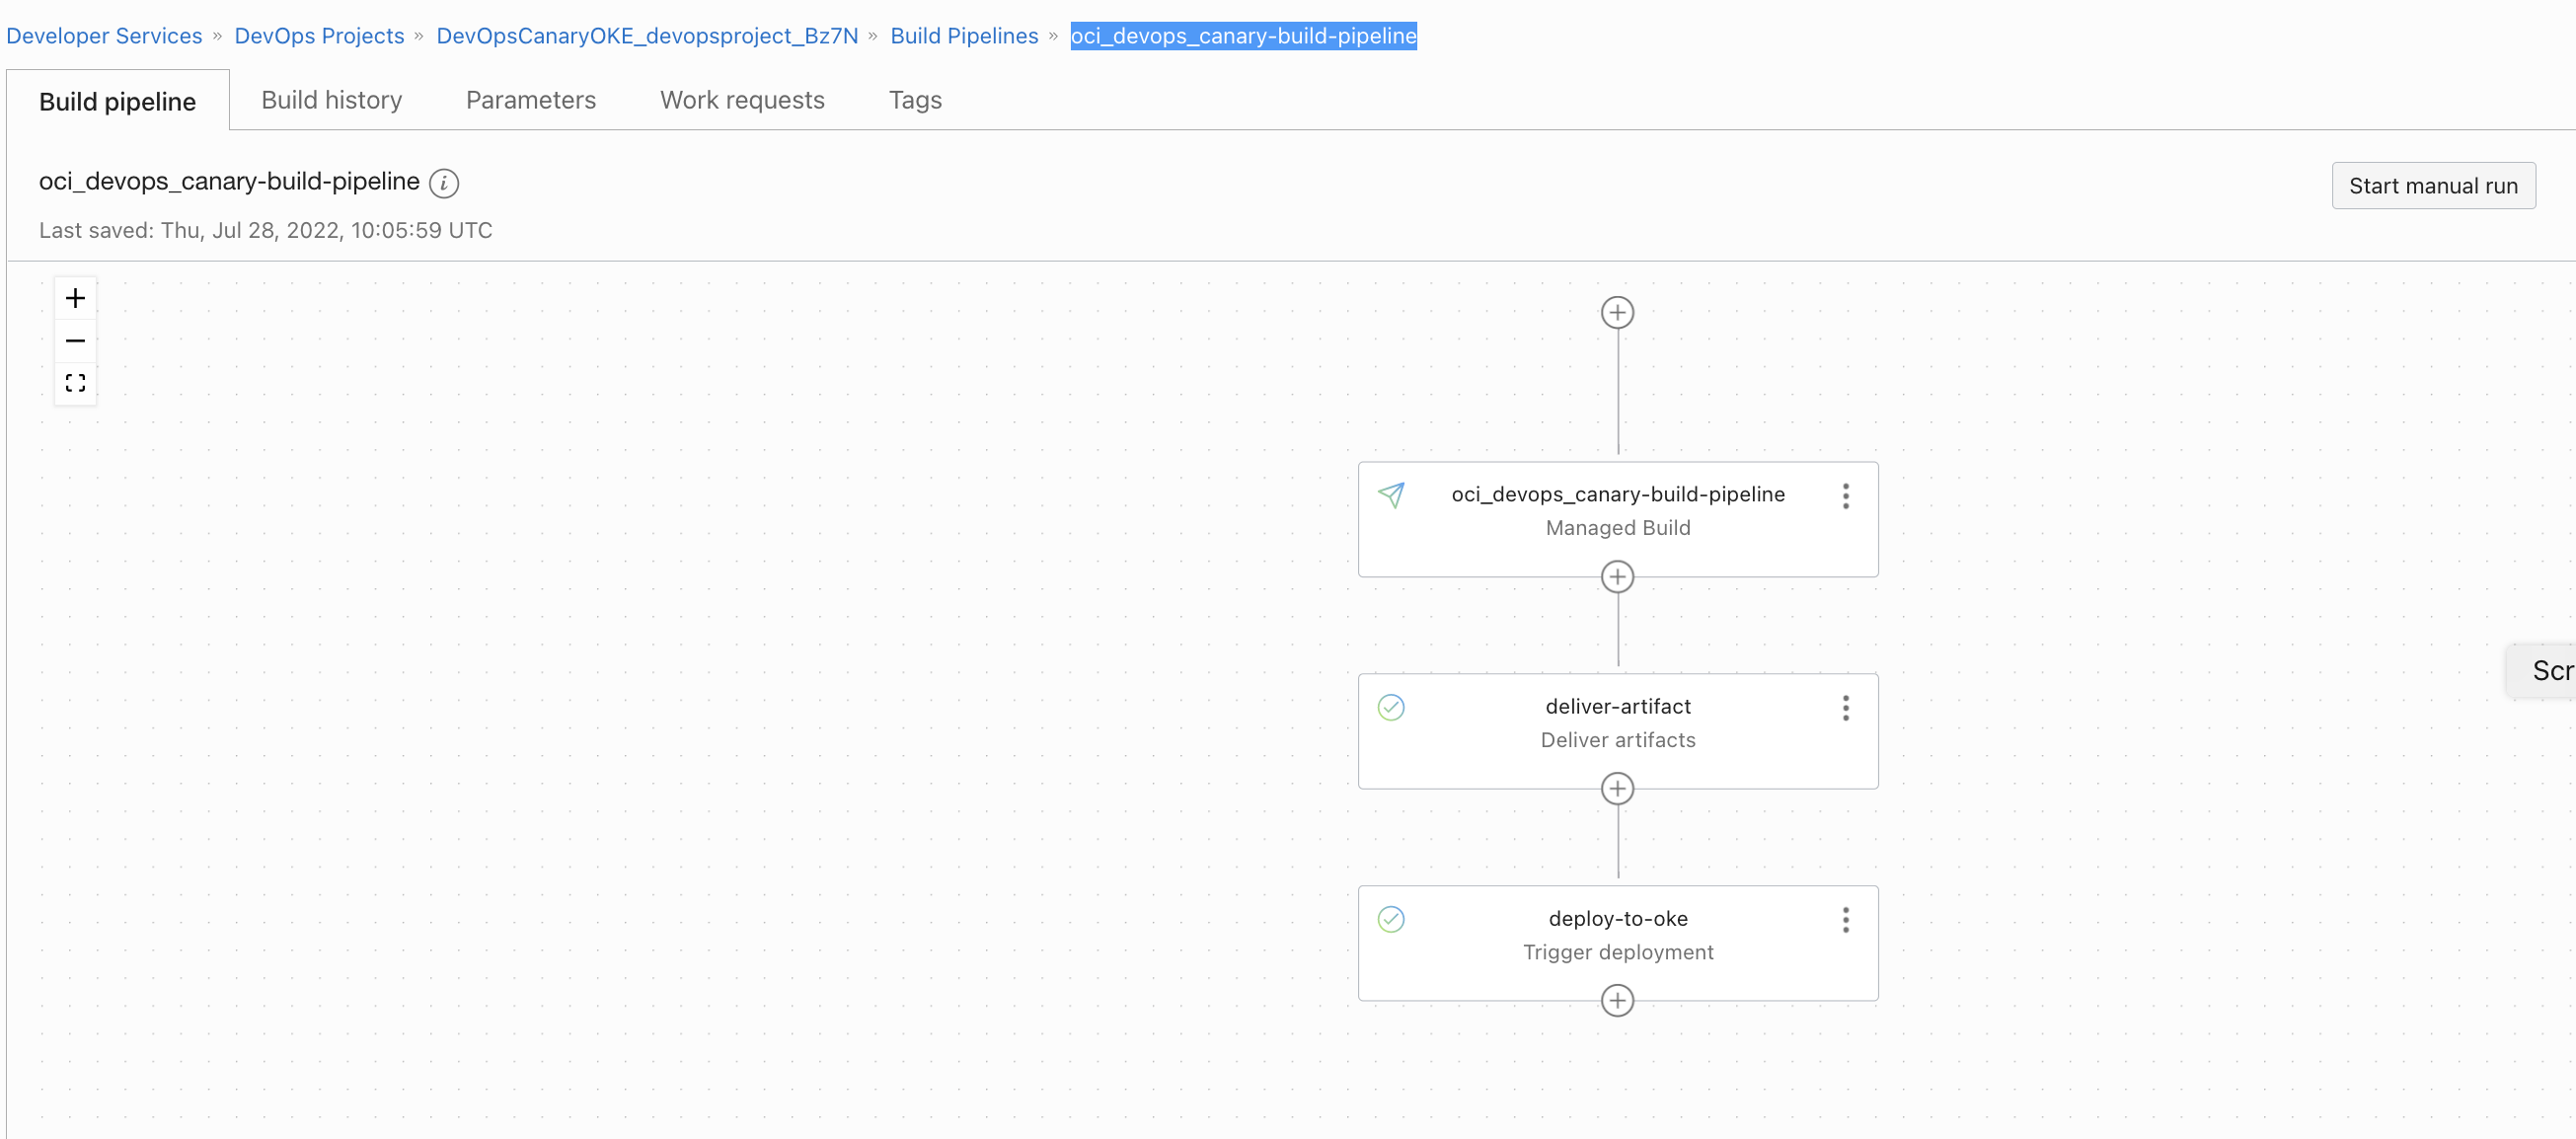 Developer Services » DevOps Projects » DevOpsCanaryOKE_devopsproject_Bz7N » Build Pipelines » oci_devops_canary-build-pipeline
Build pipeline Build history Parameters Work requests Tags
oci_devops_canary-build-pipeline
Start manual run
Last saved: Thu, Jul 28, 2022, 10:05:59 UTC
oci_devops_canary-build-pipeline
Managed Build
Scr
deliver-artifact
Deliver artifacts
deploy-to-oke
Trigger deployment